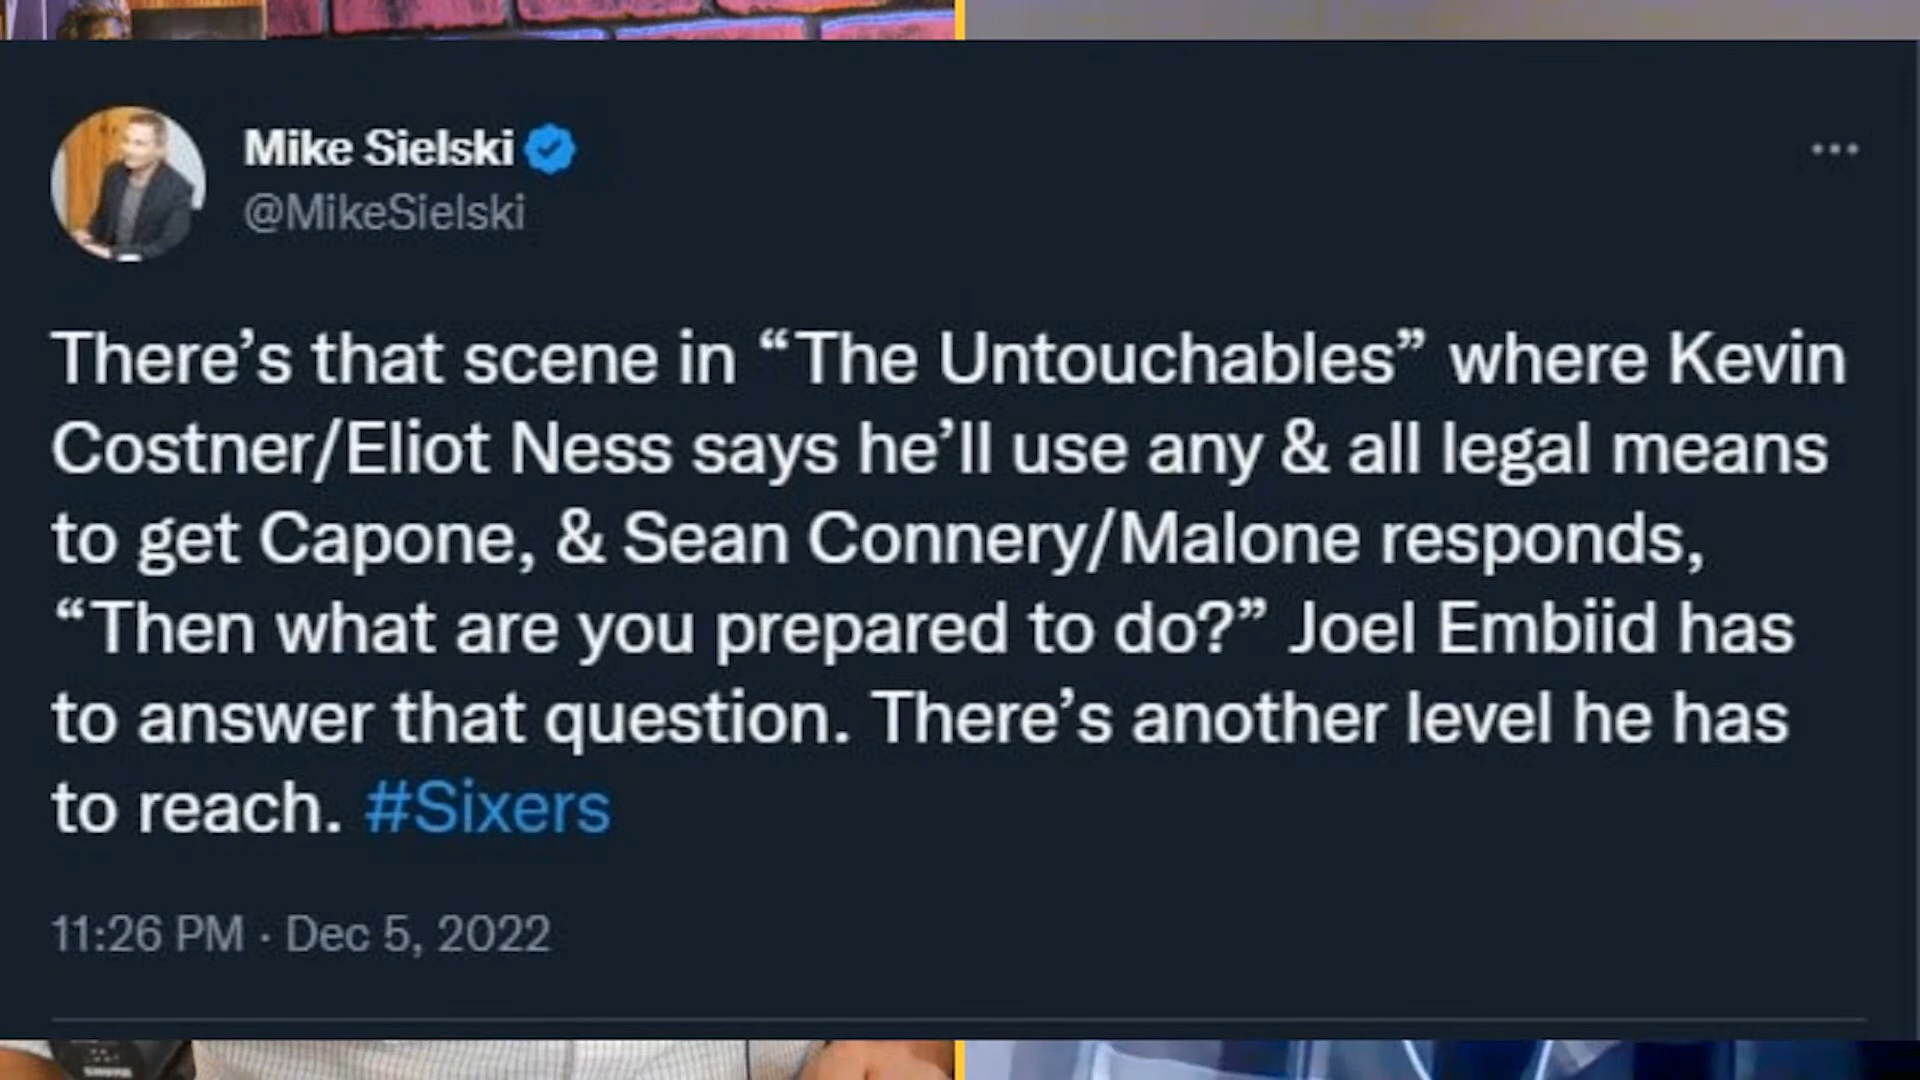 Mike Sielski
@MikeSielski
There’s that scene in “The Untouchables” where Kevin
Costner/Eliot Ness says he’ll use any & all legal means
to get Capone, & Sean Connery/Malone responds,
“Then what are you prepared to do?” Joel Embiid has
to answer that question. There’s another level he has
to reach. #Sixers
11:26 PM · Dec 5, 2022